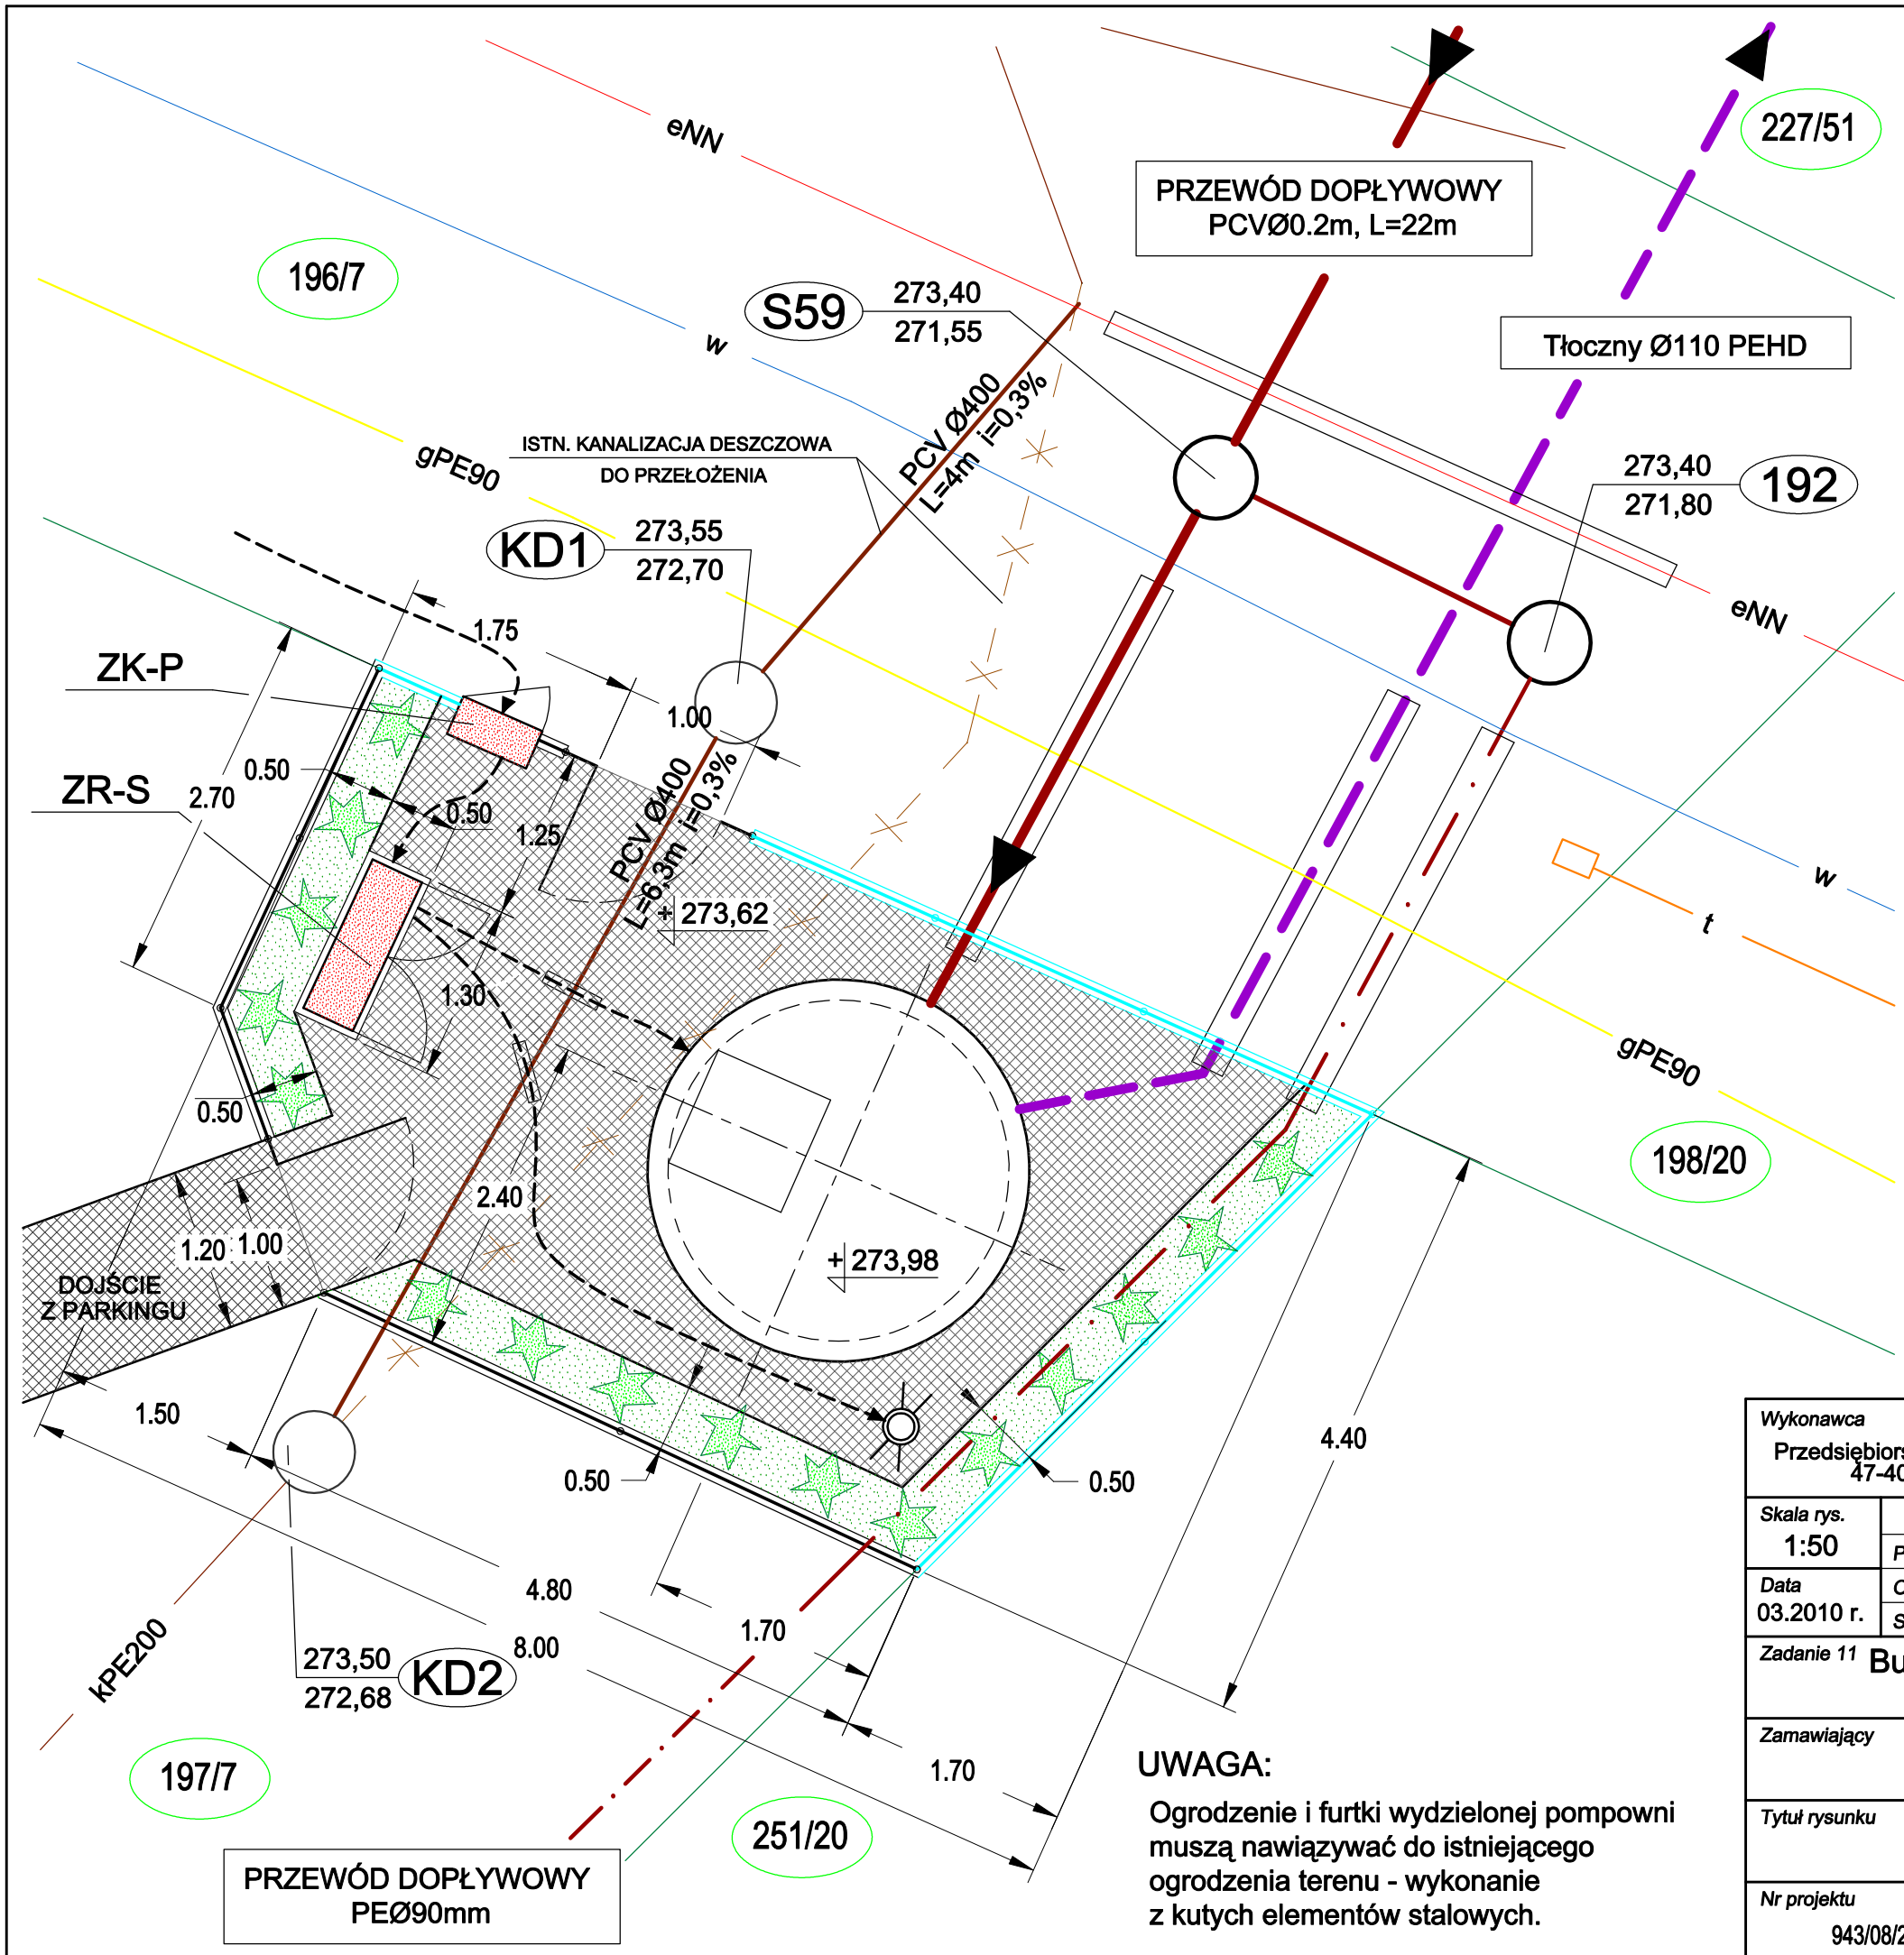 eNN
227/51
PRZEWÓD DOPŁYWOWY
PCVØ0.2m, L=22m
196/7
S59
273,40
271,55
w
Tłoczny Ø110 PEHD
PCV Ø400
L=4m i=0,3%
ISTN. KANALIZACJA DESZCZOWA
DO PRZEŁOŻENIA
gPE90
273,40
271,80
192
KD1
273,55
272,70
eNN
1.75
ZK-P
1.00
0.50
2.70
ZR-S
0.50
1.25
PCV Ø400
L=6,3m i=0,3%
w
+ 273,62
t
1.30
gPE90
0.50
198/20
2.40
1.20
1.00
+ 273,98
DOJŚCIE
Z PARKINGU
1.50
4.40
0.50
0.50
Wykonawca
Przedsiębiors
47-40
Skala rys.
1:50
P
Data
03.2010 r.
S
4.80
1.70
8.00
kPE200
273,50
272,68
KD2
Zadanie 11 Bu
Zamawiający
1.70
197/7
251/20
UWAGA:
Ogrodzenie i furtki wydzielonej pompowni
muszą nawiązywać do istniejącego
ogrodzenia terenu - wykonanie
z kutych elementów stalowych.
Tytuł rysunku
PRZEWÓD DOPŁYWOWY
PEØ90mm
Nr projektu
943/08/2